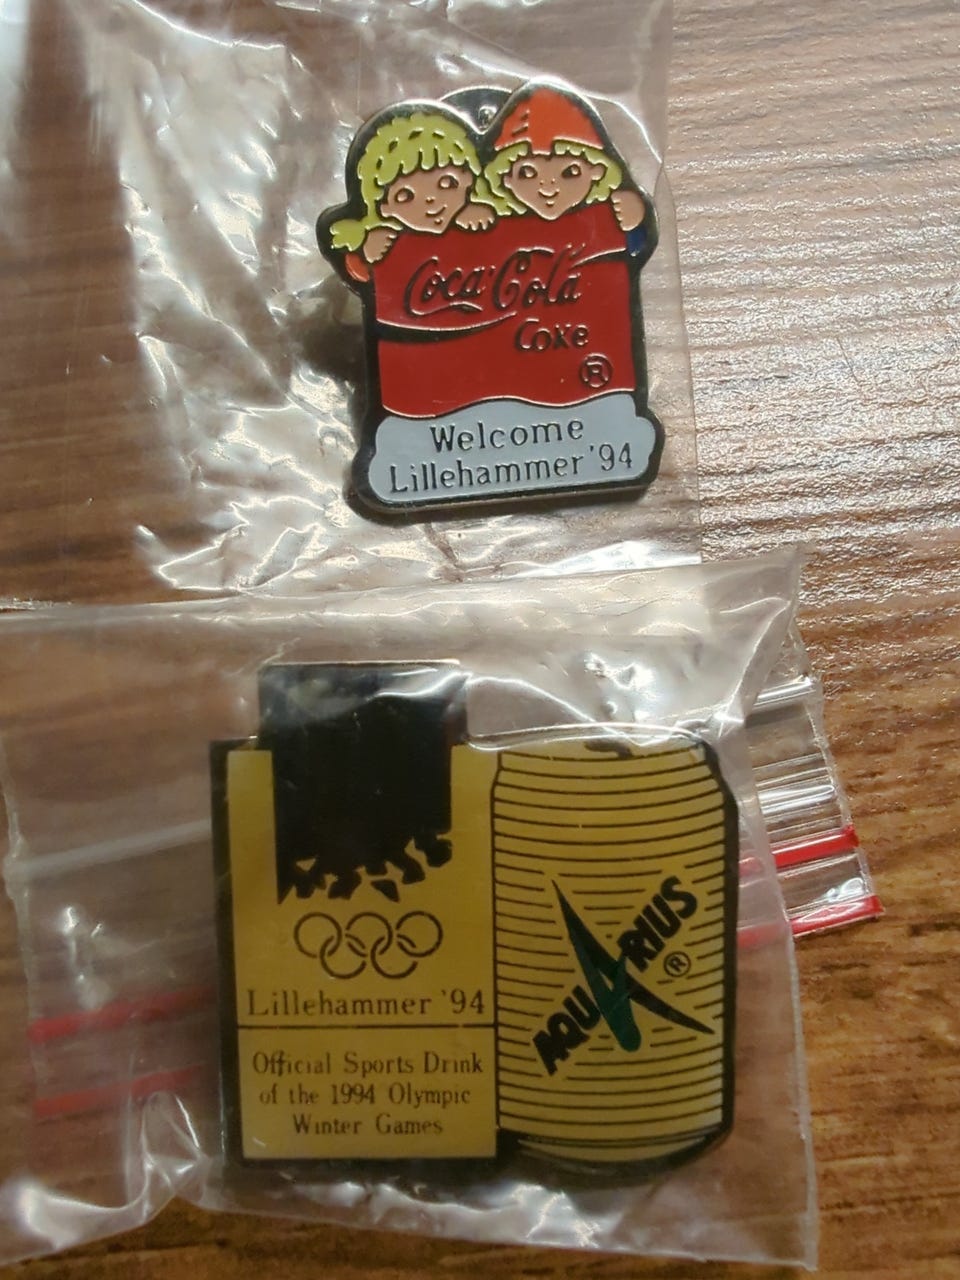 Coca-Cola
Coke
®
Welcome
Lillehammer '94
Lillehammer '94
Official Sports Drink
of the 1994 Olympic
Winter Games
AQUARIUS ®